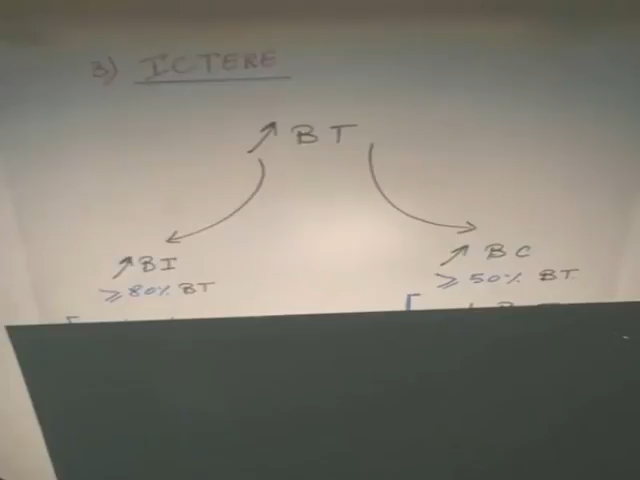 3) ICTERE
↗ BT
↗ BI
≥ 80% BT
↗ BC
≥ 50% BT